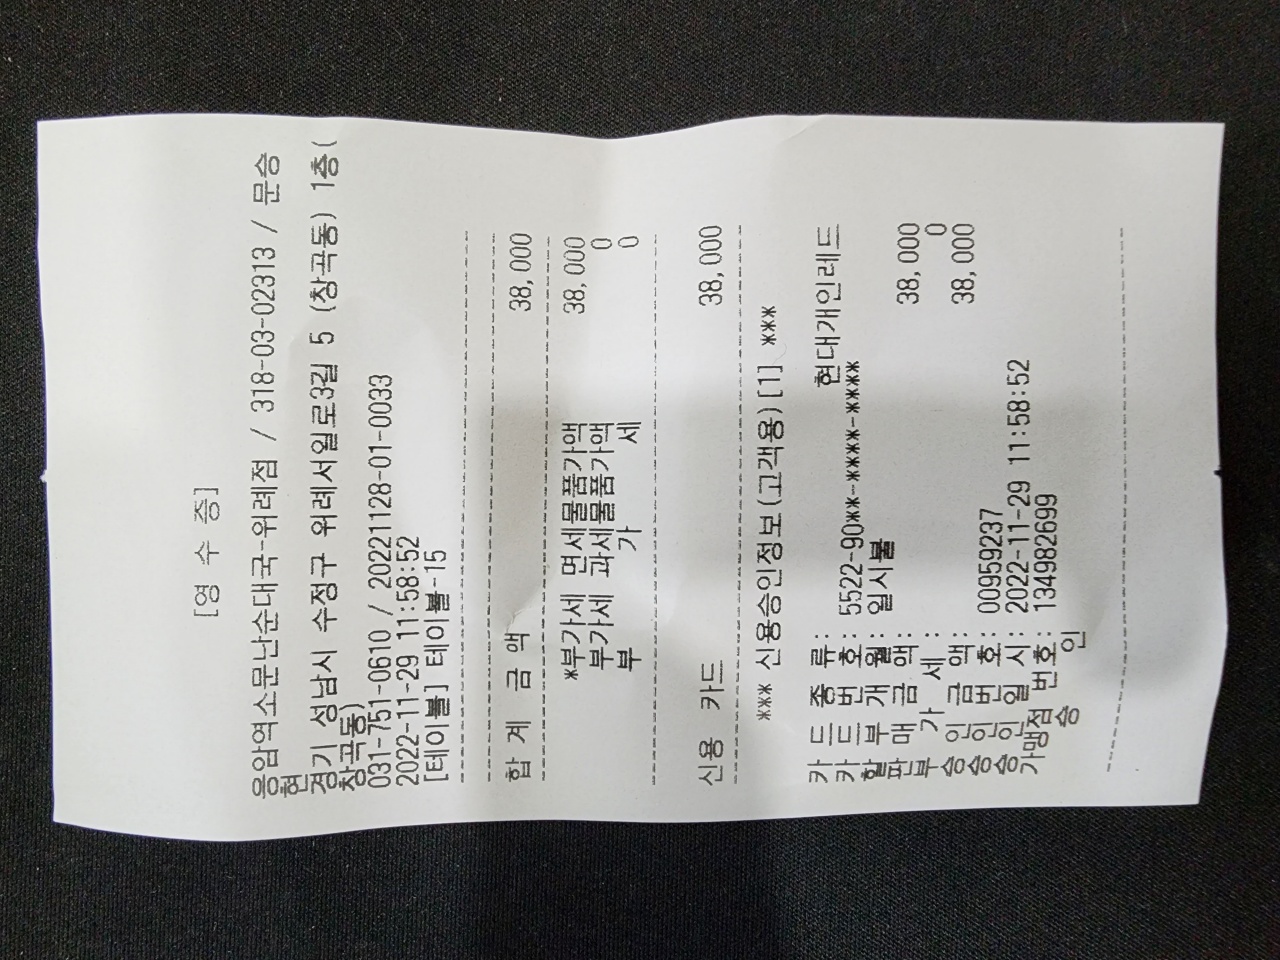 [영 수 증]
응암역소문난순대국-위례점 / 318-03-02313 / 문승
현
경기 성남시 수정구 위례서일로3길 5 (창곡동) 1층(
창곡동)
031-751-0610 / 20221128-01-0033
2022-11-29 11:58:52
[테이블] 테이블-15
합 계 금 액 38,000
*부가세 면세물품가액 38,000
부가세 과세물품가액 0
부 가 세 0
신용 카드 38,000
*** 신용승인정보(고객용)[1] ***
카 드 종 류: 현대개인레드
카 드 번 호: 5522-90**-****-****
할 부 개 월: 일시불
판 매 금 액: 38,000
부 가 세: 0
승 인 금 액: 38,000
승 인 번 호: 00959237
승 인 일 시: 2022-11-29 11:58:52
가맹점 번호: 134982699
승 인